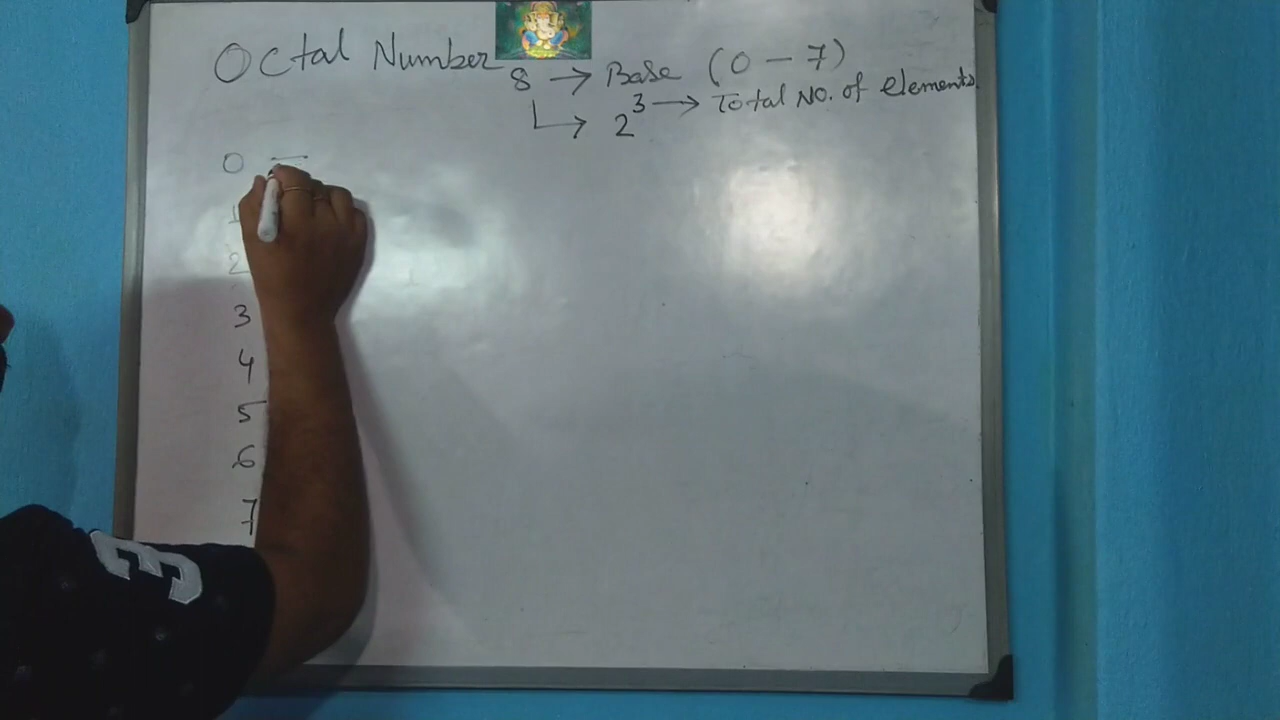 Octal Number
8 → Base (0 - 7)
↳ 2³ → Total No. of elements.
0
1
2
3
4
5
6
7